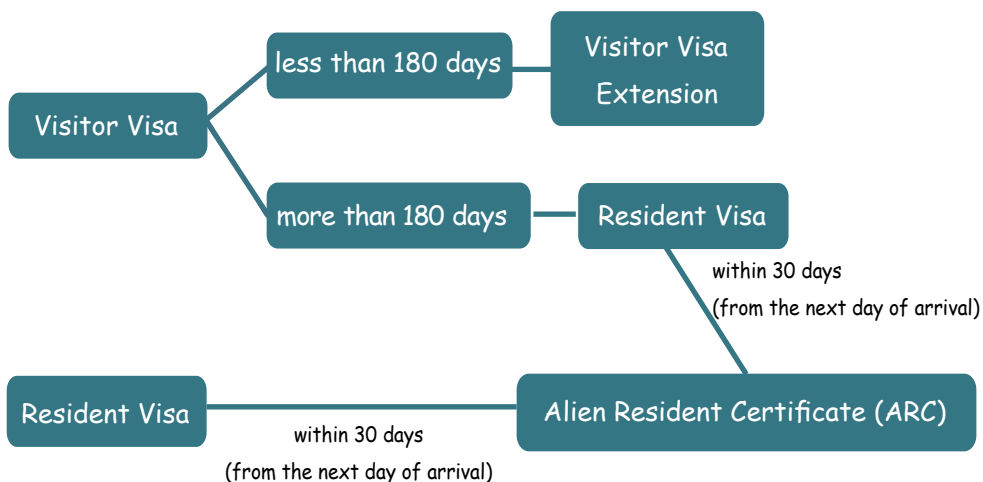 less than 180 days
Visitor Visa
Extension
Visitor Visa
more than 180 days
Resident Visa
within 30 days
(from the next day of arrival)
Resident Visa
Alien Resident Certificate (ARC)
within 30 days
(from the next day of arrival)